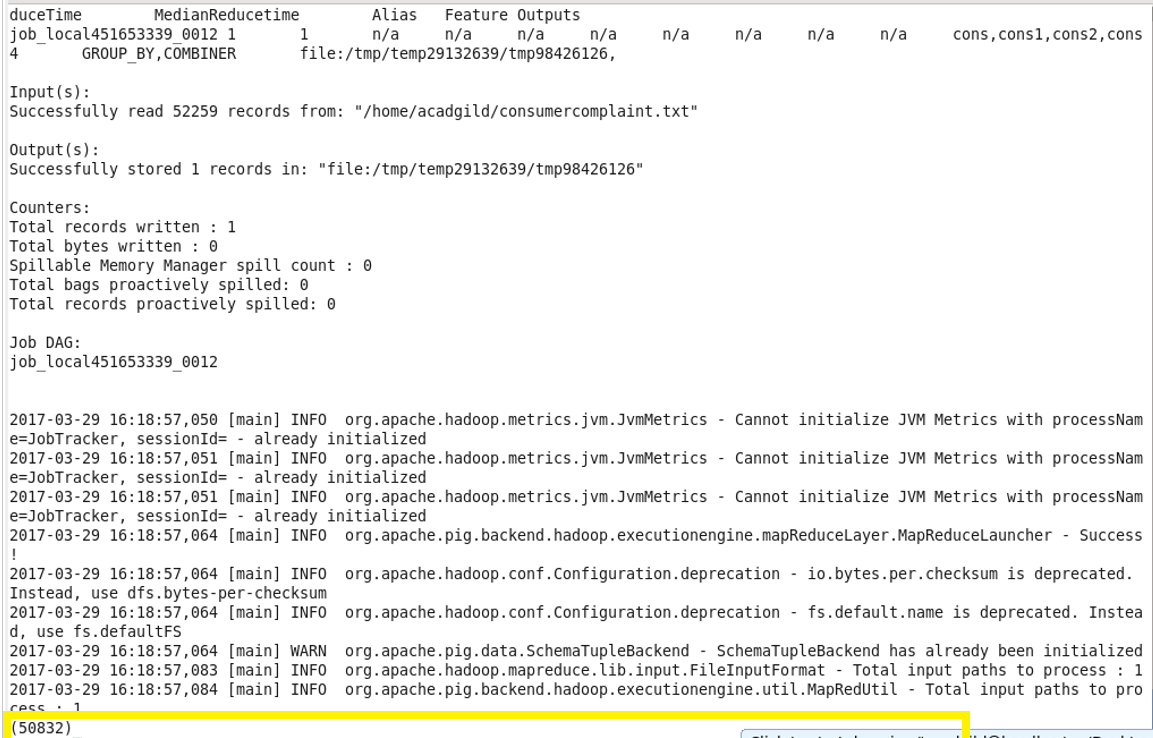 duceTime MedianReducetime Alias Feature Outputs
job_local451653339_0012 1 1 n/a n/a n/a n/a n/a n/a n/a n/a cons,cons1,cons2,cons
4 GROUP_BY,COMBINER file:/tmp/temp29132639/tmp98426126,
Input(s):
Successfully read 52259 records from: "/home/acadgild/consumercomplaint.txt"
Output(s):
Successfully stored 1 records in: "file:/tmp/temp29132639/tmp98426126"
Counters:
Total records written : 1
Total bytes written : 0
Spillable Memory Manager spill count : 0
Total bags proactively spilled: 0
Total records proactively spilled: 0
Job DAG:
job_local451653339_0012
2017-03-29 16:18:57,050 [main] INFO org.apache.hadoop.metrics.jvm.JvmMetrics - Cannot initialize JVM Metrics with processNam
e=JobTracker, sessionId= - already initialized
2017-03-29 16:18:57,051 [main] INFO org.apache.hadoop.metrics.jvm.JvmMetrics - Cannot initialize JVM Metrics with processNam
e=JobTracker, sessionId= - already initialized
2017-03-29 16:18:57,051 [main] INFO org.apache.hadoop.metrics.jvm.JvmMetrics - Cannot initialize JVM Metrics with processNam
e=JobTracker, sessionId= - already initialized
2017-03-29 16:18:57,064 [main] INFO org.apache.pig.backend.hadoop.executionengine.mapReduceLayer.MapReduceLauncher - Success
!
2017-03-29 16:18:57,064 [main] INFO org.apache.hadoop.conf.Configuration.deprecation - io.bytes.per.checksum is deprecated.
Instead, use dfs.bytes-per-checksum
2017-03-29 16:18:57,064 [main] INFO org.apache.hadoop.conf.Configuration.deprecation - fs.default.name is deprecated. Instea
d, use fs.defaultFS
2017-03-29 16:18:57,064 [main] WARN org.apache.pig.data.SchemaTupleBackend - SchemaTupleBackend has already been initialized
2017-03-29 16:18:57,083 [main] INFO org.apache.hadoop.mapreduce.lib.input.FileInputFormat - Total input paths to process : 1
2017-03-29 16:18:57,084 [main] INFO org.apache.pig.backend.hadoop.executionengine.util.MapRedUtil - Total input paths to pro
cess : 1
(50832)